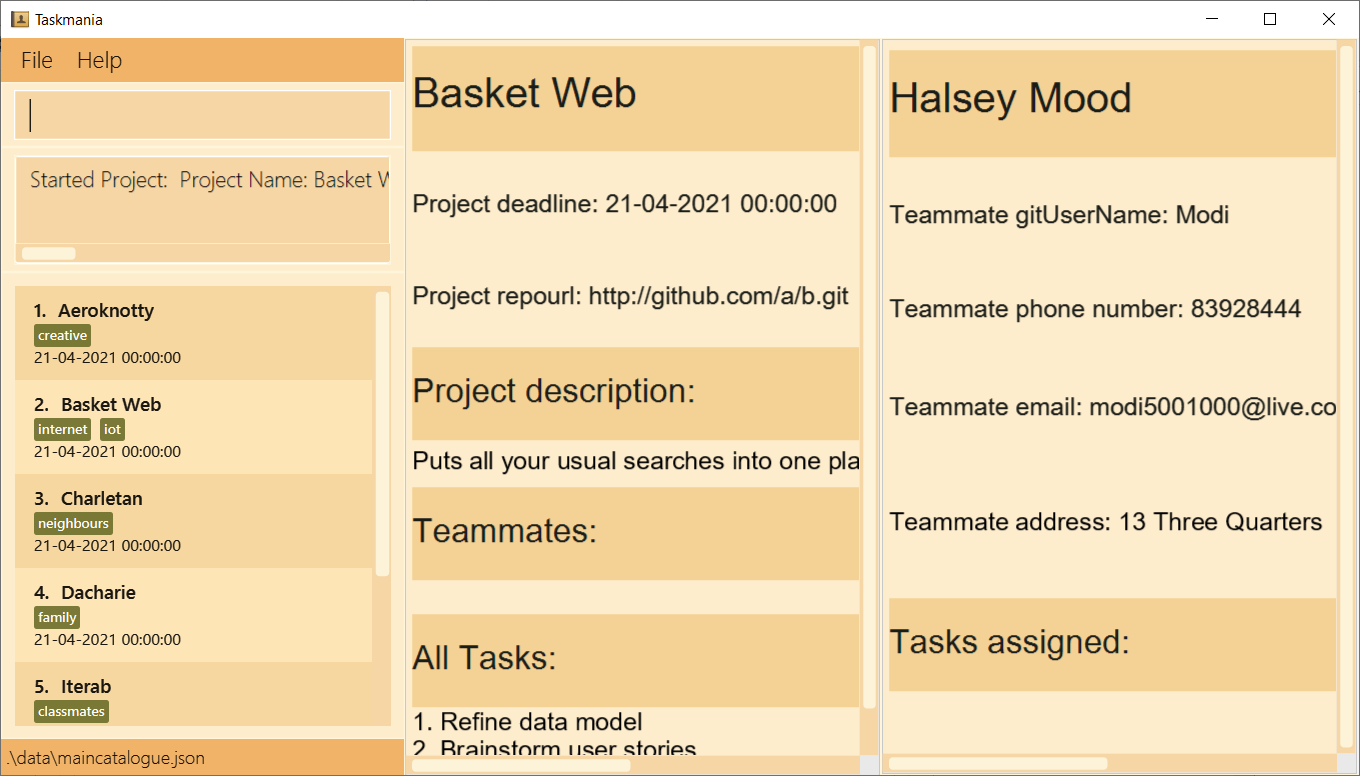 Taskmania
File Help
Started Project:  Project Name: Basket
1. Aeroknotty
creative
21-04-2021 00:00:00
2. Basket Web
internet iot
21-04-2021 00:00:00
3. Charletan
neighbours
21-04-2021 00:00:00
4. Dacharie
family
21-04-2021 00:00:00
5. Iterab
classmates
.\data\maincatalogue.json
Basket Web
Project deadline: 21-04-2021 00:00:00
Project repourl: http://github.com/a/b.git
Project description:
Puts all your usual searches into one pla
Teammates:
All Tasks:
1. Refine data model
2. Brainstorm user stories
Halsey Mood
Teammate gitUserName: Modi
Teammate phone number: 83928444
Teammate email: modi5001000@live.co
Teammate address: 13 Three Quarters
Tasks assigned: